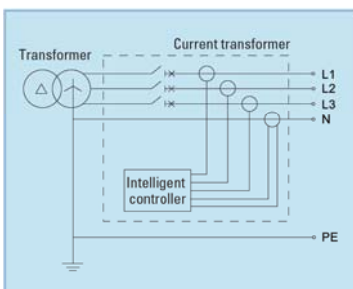 Transformer
Current transformer
L1
L2
L3
N
Intelligent
controller
PE